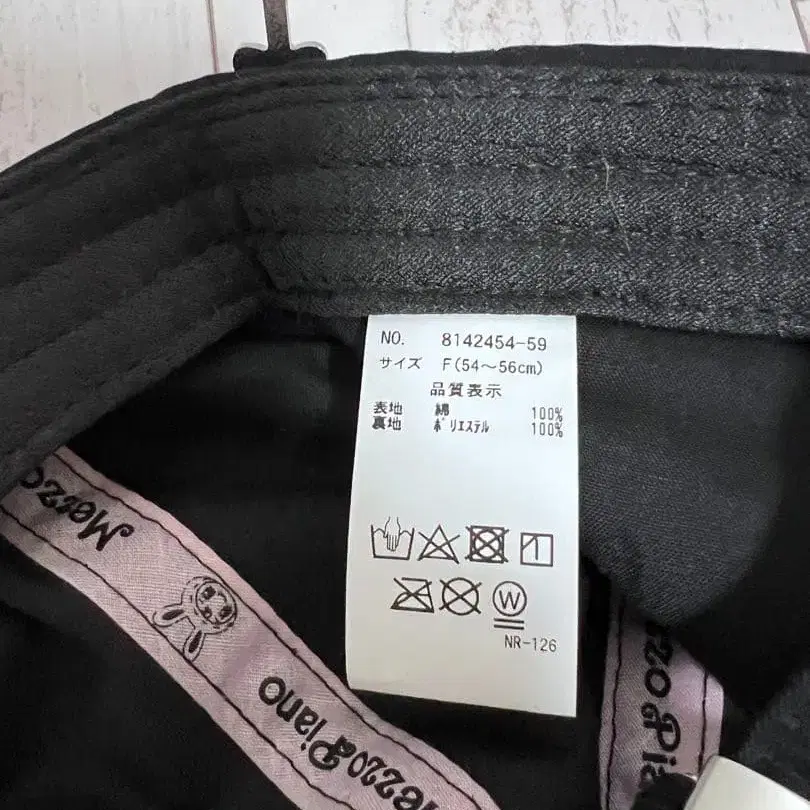 NO. 8142454-59
サイズ F(54～56cm)
品質表示
表地 綿 100%
裏地 ポリエステル 100%
W
NR-126
Mezzo
Mezzo Piano
Mezzo Piano